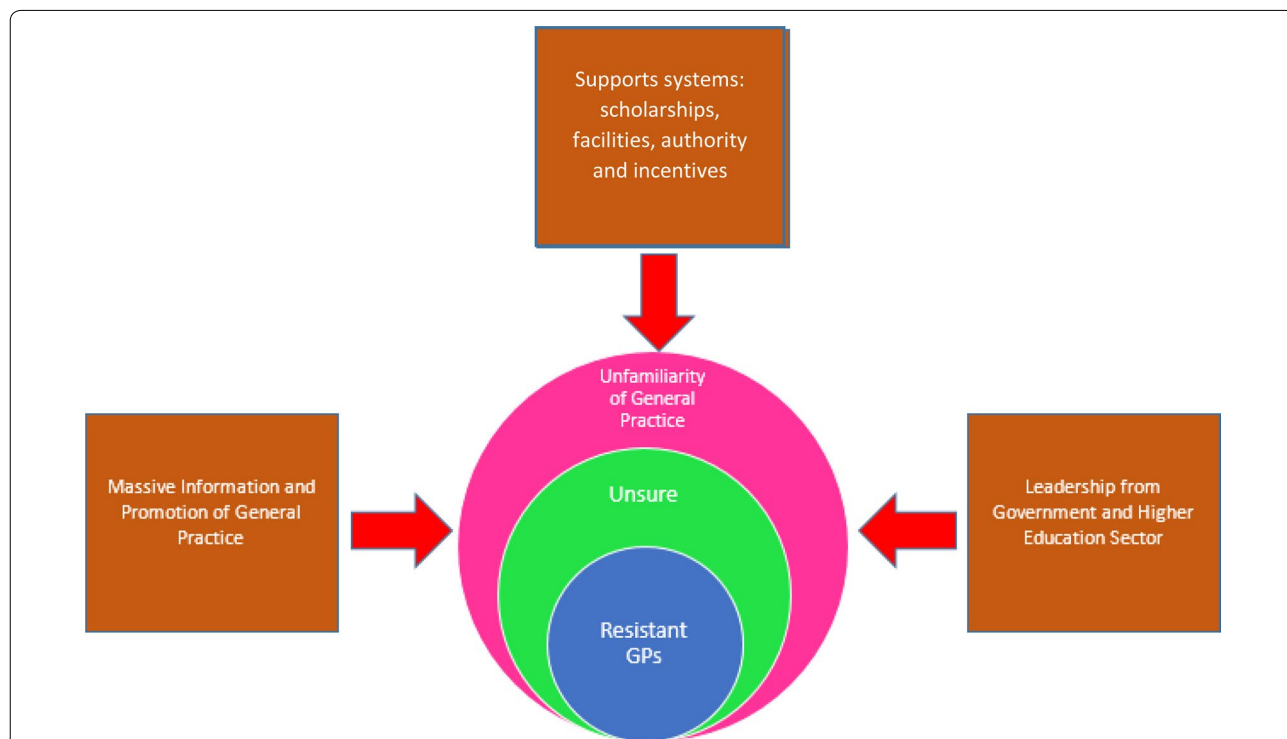 Supports systems:
scholarships,
facilities, authority
and incentives
Unfamiliarity
of General
Practice
Massive Information and
Promotion of General
Practice
Unsure
Leadership from
Government and Higher
Education Sector
Resistant
GPs